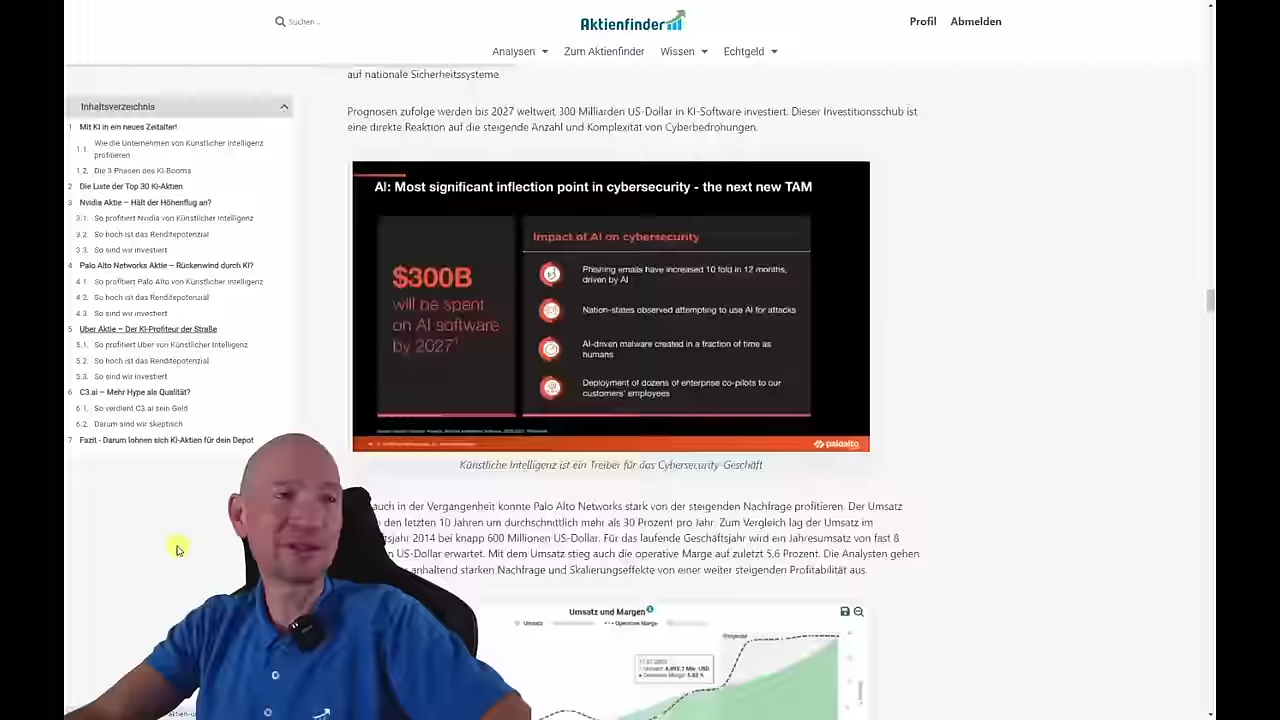 Suchen ..
Aktienfinder
Profil
Abmelden
Analysen
Zum Aktienfinder
Wissen
Echtgeld
auf nationale Sicherheitssysteme.
Inhaltsverzeichnis
1 Mit KI in ein neues Zeitalter!
1.1. Wie die Unternehmen von Künstlicher Intelligenz
profitieren
1.2. Die 3 Phasen des KI-Booms
2 Die Liste der Top 30 KI-Aktien
3 Nvidia Aktie – Hält der Höhenflug an?
3.1. So profitiert Nvidia von Künstlicher Intelligenz
3.2. So hoch ist das Renditepotenzial
3.3. So sind wir investiert
4 Palo Alto Networks Aktie – Rückenwind durch KI?
4.1. So profitiert Palo Alto von Künstlicher Intelligenz
4.2. So hoch ist das Renditepotenzial
4.3. So sind wir investiert
5 Uber Aktie – Der KI-Profiteur der Straße
5.1. So profitiert Uber von Künstlicher Intelligenz
5.2. So hoch ist das Renditepotenzial
5.3. So sind wir investiert
6 C3.ai – Mehr Hype als Qualität?
6.1. So verdient C3.ai sein Geld
6.2. Darum sind wir skeptisch
7 Fazit - Darum lohnen sich KI-Aktien für dein Depot
Prognosen zufolge werden bis 2027 weltweit 300 Milliarden US-Dollar in KI-Software investiert. Dieser Investitionsschub ist
eine direkte Reaktion auf die steigende Anzahl und Komplexität von Cyberbedrohungen.
AI: Most significant inflection point in cybersecurity - the next new TAM
$300B
will be spent
on AI software
by 2027¹
Impact of AI on cybersecurity
Phishing emails have increased 10 fold in 12 months,
driven by AI
Nation-states observed attempting to use AI for attacks
AI-driven malware created in a fraction of time as
humans
Deployment of dozens of enterprise co-pilots to our
customers' employees
paloalto
Künstliche Intelligenz ist ein Treiber für das Cybersecurity-Geschäft
auch in der Vergangenheit konnte Palo Alto Networks stark von der steigenden Nachfrage profitieren. Der Umsatz
den letzten 10 Jahren um durchschnittlich mehr als 30 Prozent pro Jahr. Zum Vergleich lag der Umsatz im
gsjahr 2014 bei knapp 600 Millionen US-Dollar. Für das laufende Geschäftsjahr wird ein Jahresumsatz von fast 8
US-Dollar erwartet. Mit dem Umsatz stieg auch die operative Marge auf zuletzt 5,6 Prozent. Die Analysten gehen
anhaltend starken Nachfrage und Skalierungseffekte von einer weiter steigenden Profitabilität aus.
Umsatz und Margen
Umsatz
Operative Marge
Prognose